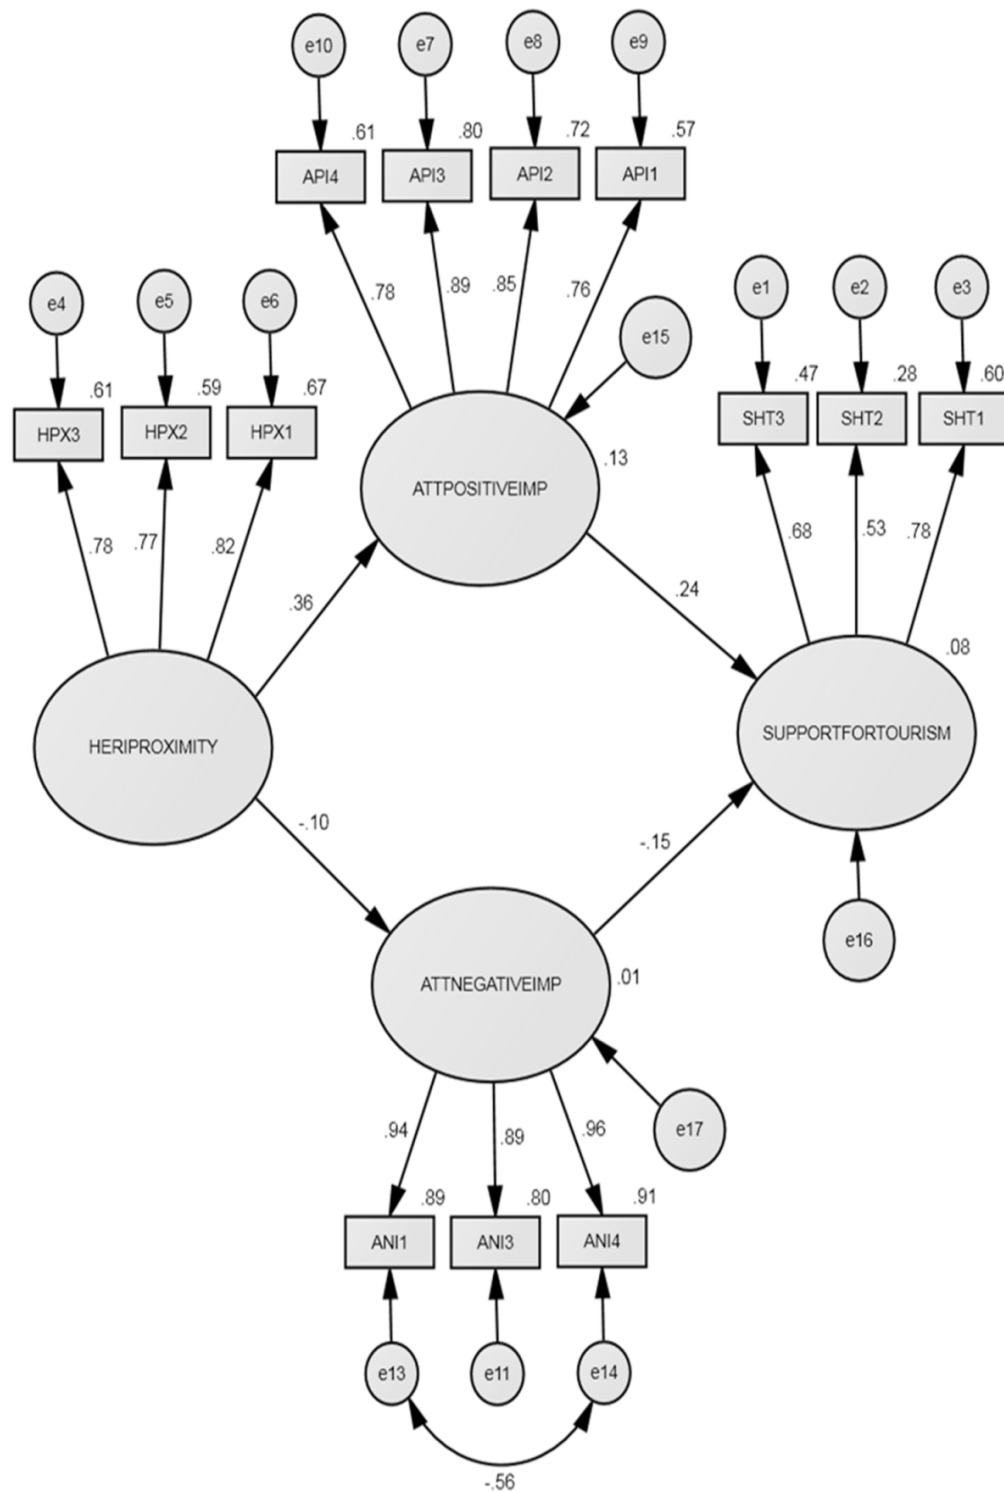 e10 e7 e8 e9
.61 .80 .72 .57
API4 API3 API2 API1
.78 .89 .85 .76
e15
e4 e5 e6
.61 .59 .67
HPX3 HPX2 HPX1
.78 .77 .82
e1 e2 e3
.47 .28 .60
SHT3 SHT2 SHT1
.68 .53 .78
ATTPOSITIVEIMP
.13
.36
.24
.08
HERIPROXIMITY
SUPPORTFORTOURISM
-.10
-.15
e16
ATTNEGATIVEIMP
.01
e17
.94 .89 .96
.89 .80 .91
ANI1 ANI3 ANI4
e13 e11 e14
-.56